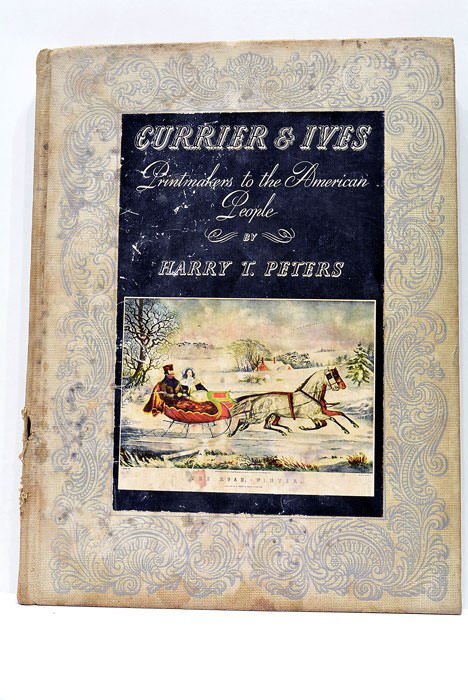 CURRIER & IVES
Printmakers to the American
People
BY
HARRY T. PETERS
THE ROAD,-WINTER.